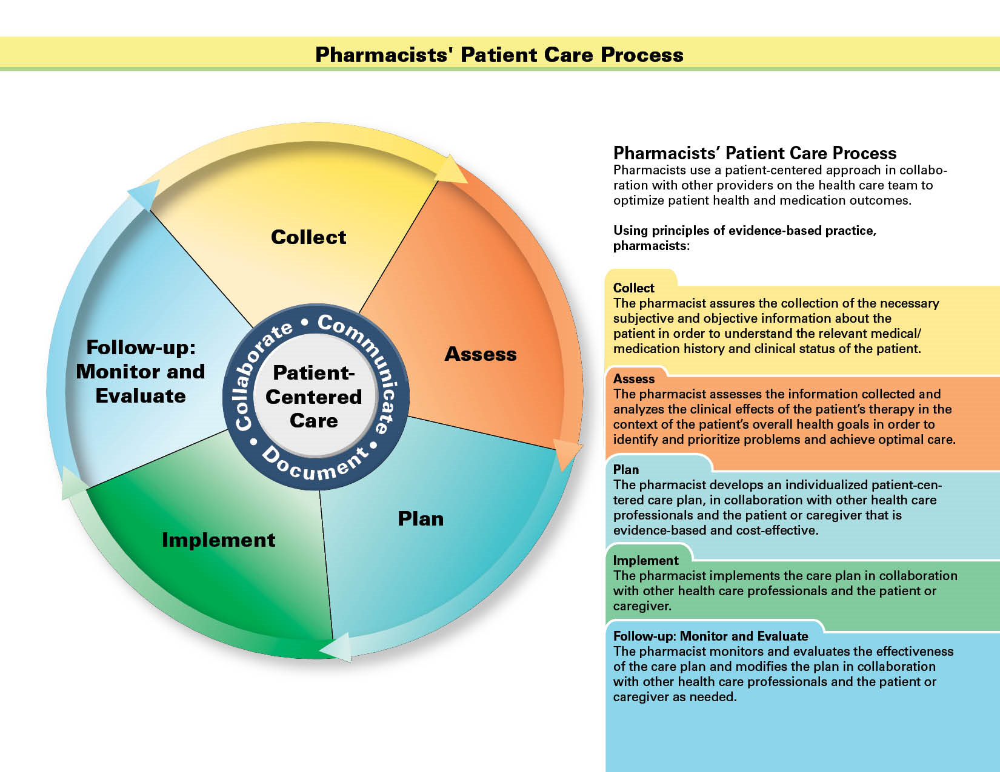 Pharmacists' Patient Care Process
Collect
Assess
Plan
Implement
Follow-up:
Monitor and
Evaluate
Collaborate • Communicate • Document •
Patient-
Centered
Care
Pharmacists’ Patient Care Process
Pharmacists use a patient-centered approach in collabo-
ration with other providers on the health care team to
optimize patient health and medication outcomes.
Using principles of evidence-based practice,
pharmacists:
Collect
The pharmacist assures the collection of the necessary
subjective and objective information about the
patient in order to understand the relevant medical/
medication history and clinical status of the patient.
Assess
The pharmacist assesses the information collected and
analyzes the clinical effects of the patient’s therapy in the
context of the patient’s overall health goals in order to
identify and prioritize problems and achieve optimal care.
Plan
The pharmacist develops an individualized patient-cen-
tered care plan, in collaboration with other health care
professionals and the patient or caregiver that is
evidence-based and cost-effective.
Implement
The pharmacist implements the care plan in collaboration
with other health care professionals and the patient or
caregiver.
Follow-up: Monitor and Evaluate
The pharmacist monitors and evaluates the effectiveness
of the care plan and modifies the plan in collaboration
with other health care professionals and the patient or
caregiver as needed.